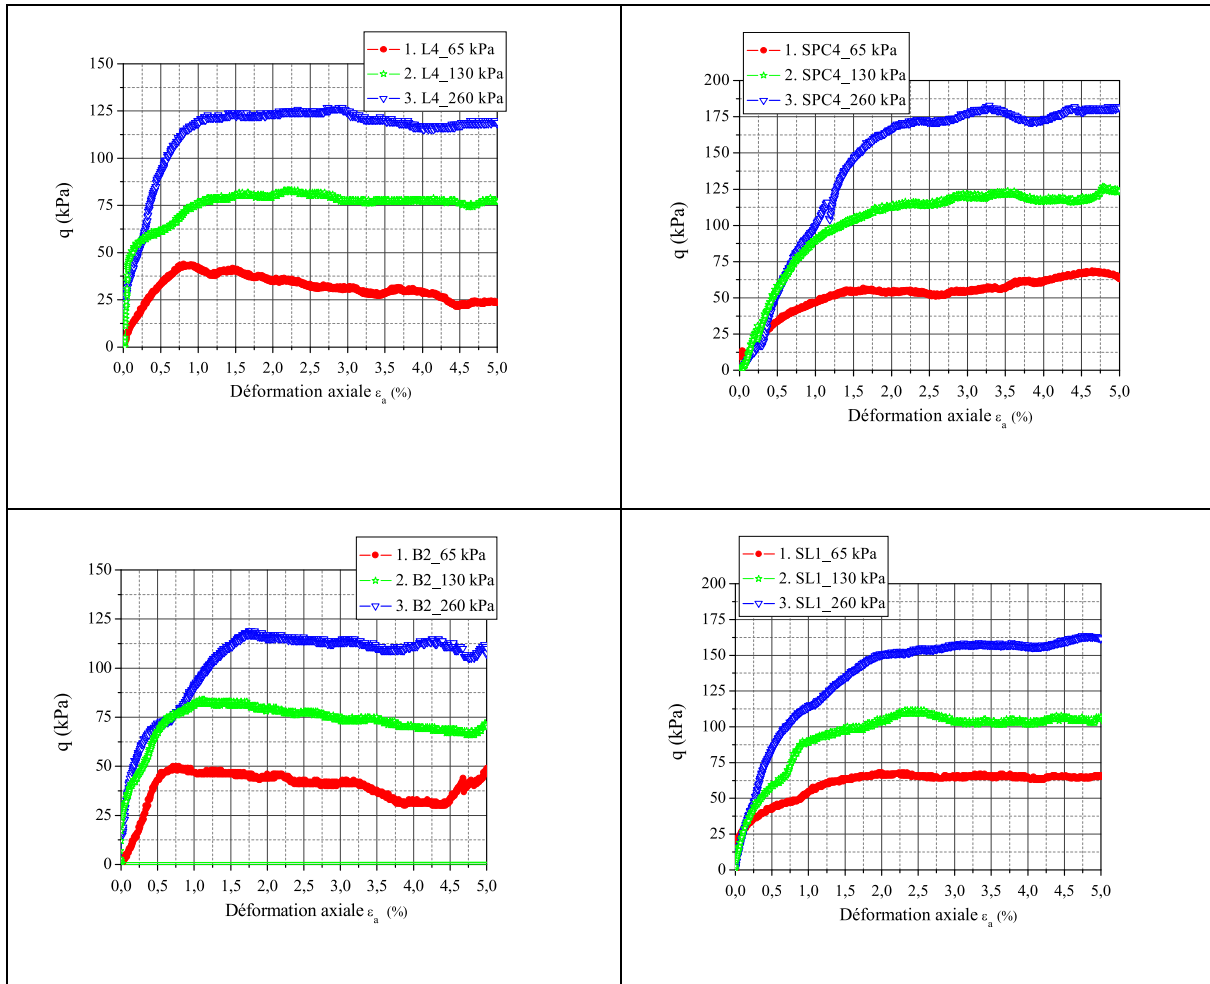 1. L4_65 kPa
2. L4_130 kPa
3. L4_260 kPa
150
125
100
75
50
25
0
q (kPa)
0,0 0,5 1,0 1,5 2,0 2,5 3,0 3,5 4,0 4,5 5,0
Déformation axiale εa (%)
1. SPC4_65 kPa
2. SPC4_130 kPa
3. SPC4_260 kPa
200
175
150
125
100
75
50
25
0
q (kPa)
0,0 0,5 1,0 1,5 2,0 2,5 3,0 3,5 4,0 4,5 5,0
Déformation axiale εa (%)
1. B2_65 kPa
2. B2_130 kPa
3. B2_260 kPa
150
125
100
75
50
25
0
q (kPa)
0,0 0,5 1,0 1,5 2,0 2,5 3,0 3,5 4,0 4,5 5,0
Déformation axiale εa (%)
1. SL1_65 kPa
2. SL1_130 kPa
3. SL1_260 kPa
200
175
150
125
100
75
50
25
0
q (kPa)
0,0 0,5 1,0 1,5 2,0 2,5 3,0 3,5 4,0 4,5 5,0
Déformation axiale εa (%)